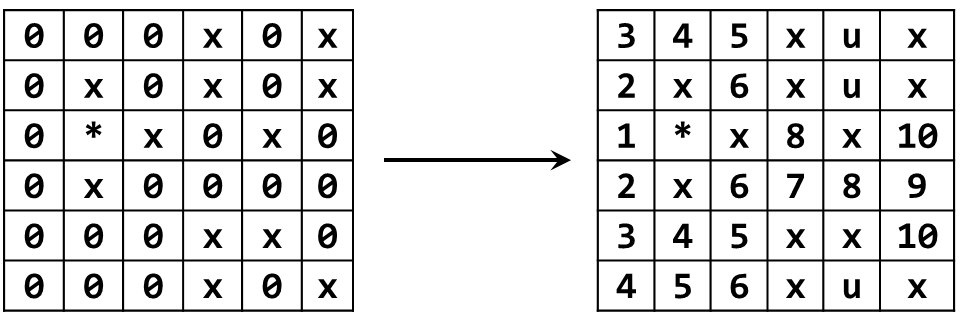 0 0 0 x 0 x 3 4 5 x u x
0 x 0 x 0 x 2 x 6 x u x
0 * x 0 x 0 1 * x 8 x 10
0 x 0 0 0 0 2 x 6 7 8 9
0 0 0 x x 0 3 4 5 x x 10
0 0 0 x 0 x 4 5 6 x u x